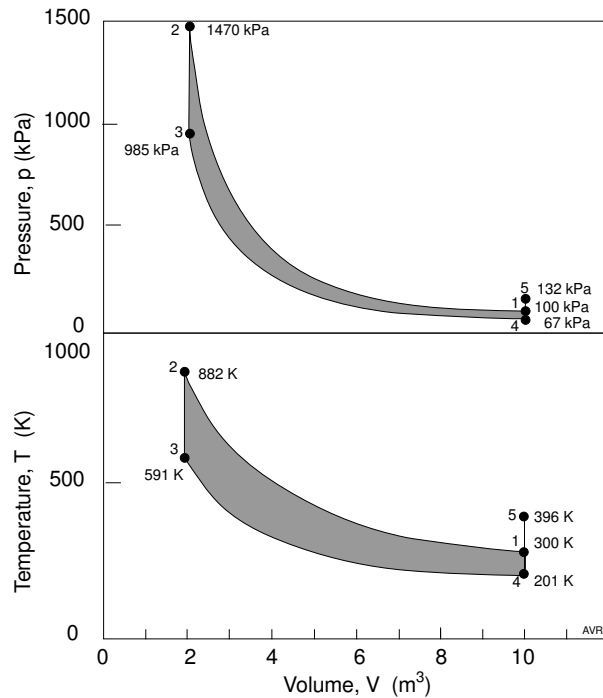 1500
2 1470 kPa
1000
3
985 kPa
Pressure, p (kPa)
500
5 132 kPa
1 100 kPa
4 67 kPa
0
1000
2 882 K
3
591 K
Temperature, T (K)
500
5 396 K
1 300 K
4 201 K
0
AVR
0 2 4 6 8 10
Volume, V (m³)